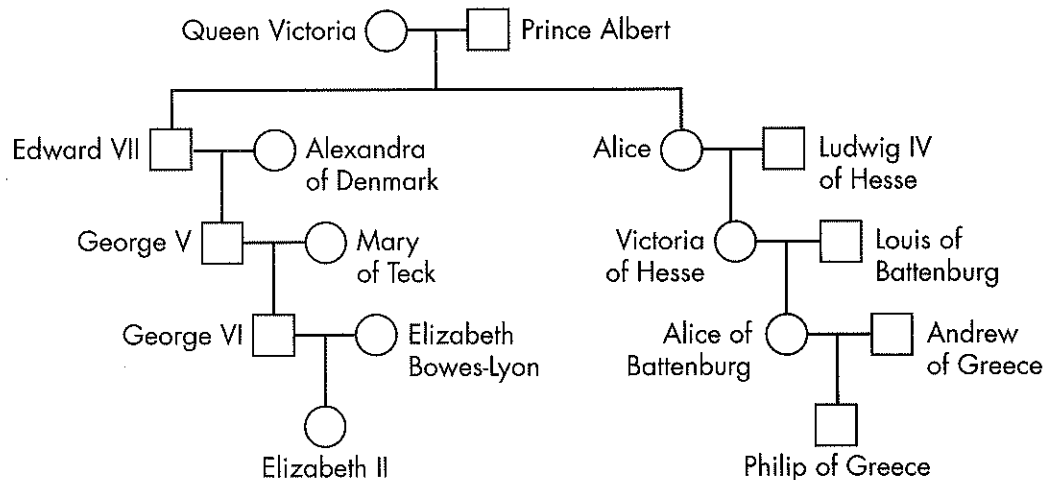 Queen Victoria
Prince Albert
Edward VII
Alexandra
of Denmark
Alice
Ludwig IV
of Hesse
George V
Mary
of Teck
Victoria
of Hesse
Louis of
Battenburg
George VI
Elizabeth
Bowes-Lyon
Alice of
Battenburg
Andrew
of Greece
Elizabeth II
Philip of Greece